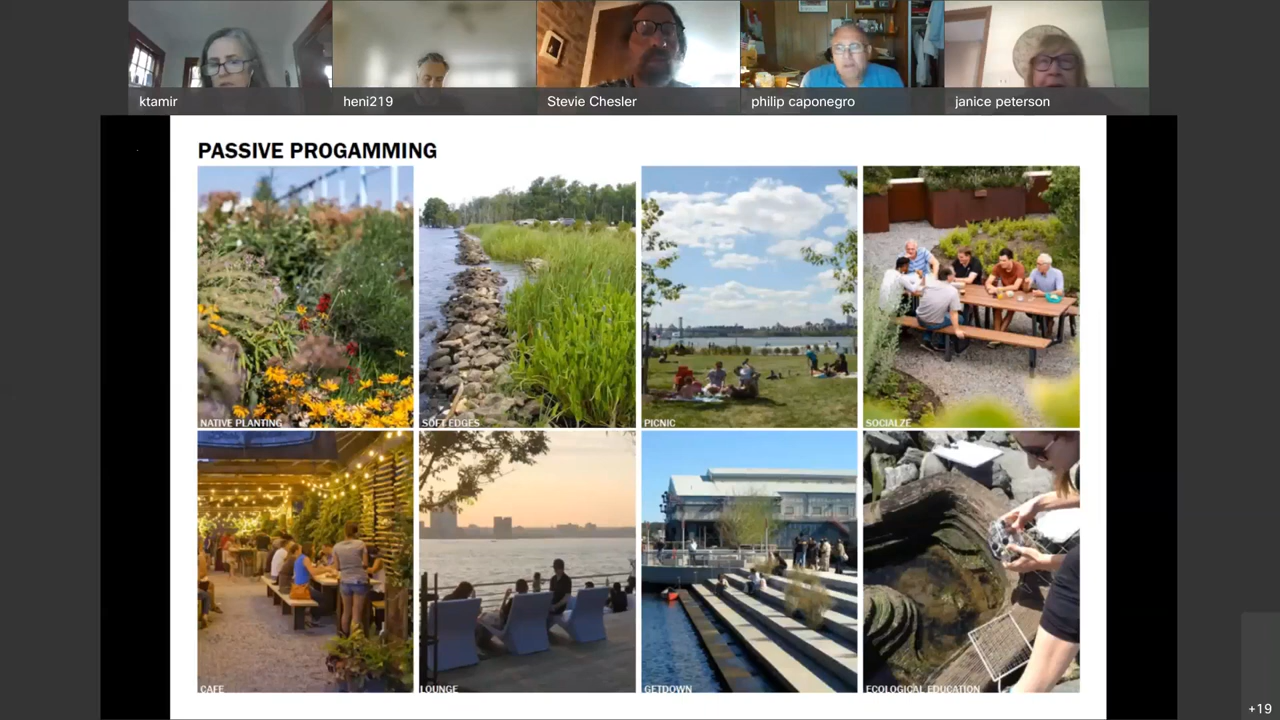 ktamir
heni219
Stevie Chesler
philip caponegro
janice peterson
PASSIVE PROGAMMING
NATIVE PLANTING
SOFT EDGES
PICNIC
SOCIALZE
CAFE
LOUNGE
GETDOWN
ECOLOGICAL EDUCATION
+19